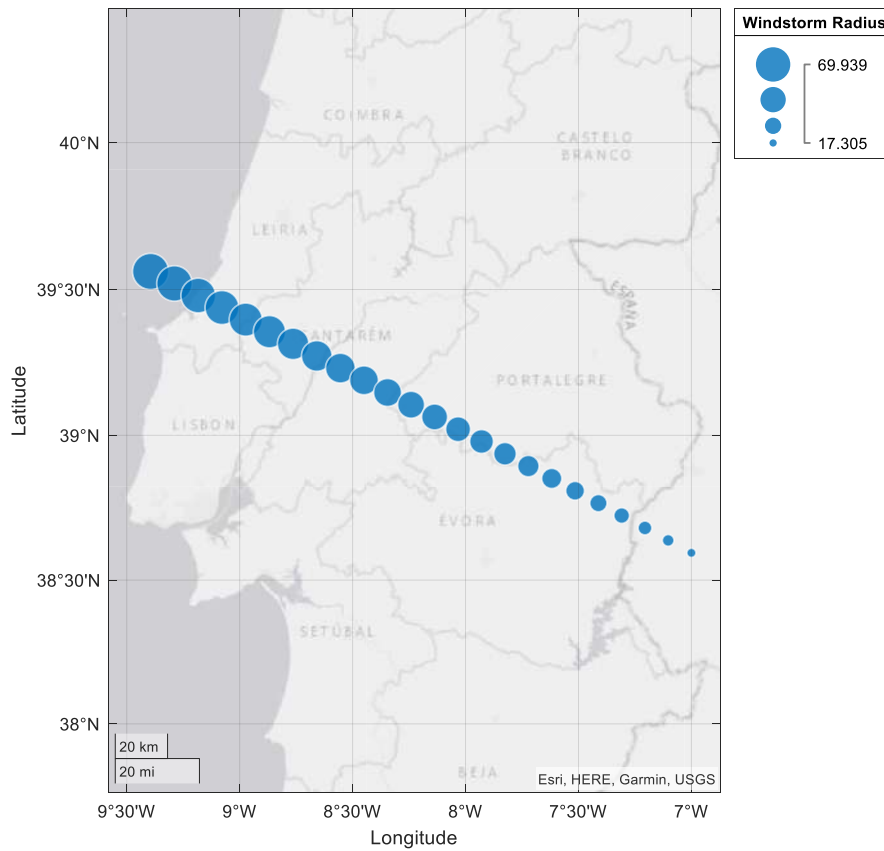 Windstorm Radius
69.939
17.305
COIMBRA
CASTELO
BRANCO
40°N
LEIRIA
39°30'N
ESPAÑA
ANTARÉM
PORTALEGRE
Latitude
LISBON
39°N
ÉVORA
38°30'N
SETÚBAL
38°N
20 km
20 mi
BEJA
Esri, HERE, Garmin, USGS
9°30'W 9°W 8°30'W 8°W 7°30'W 7°W
Longitude